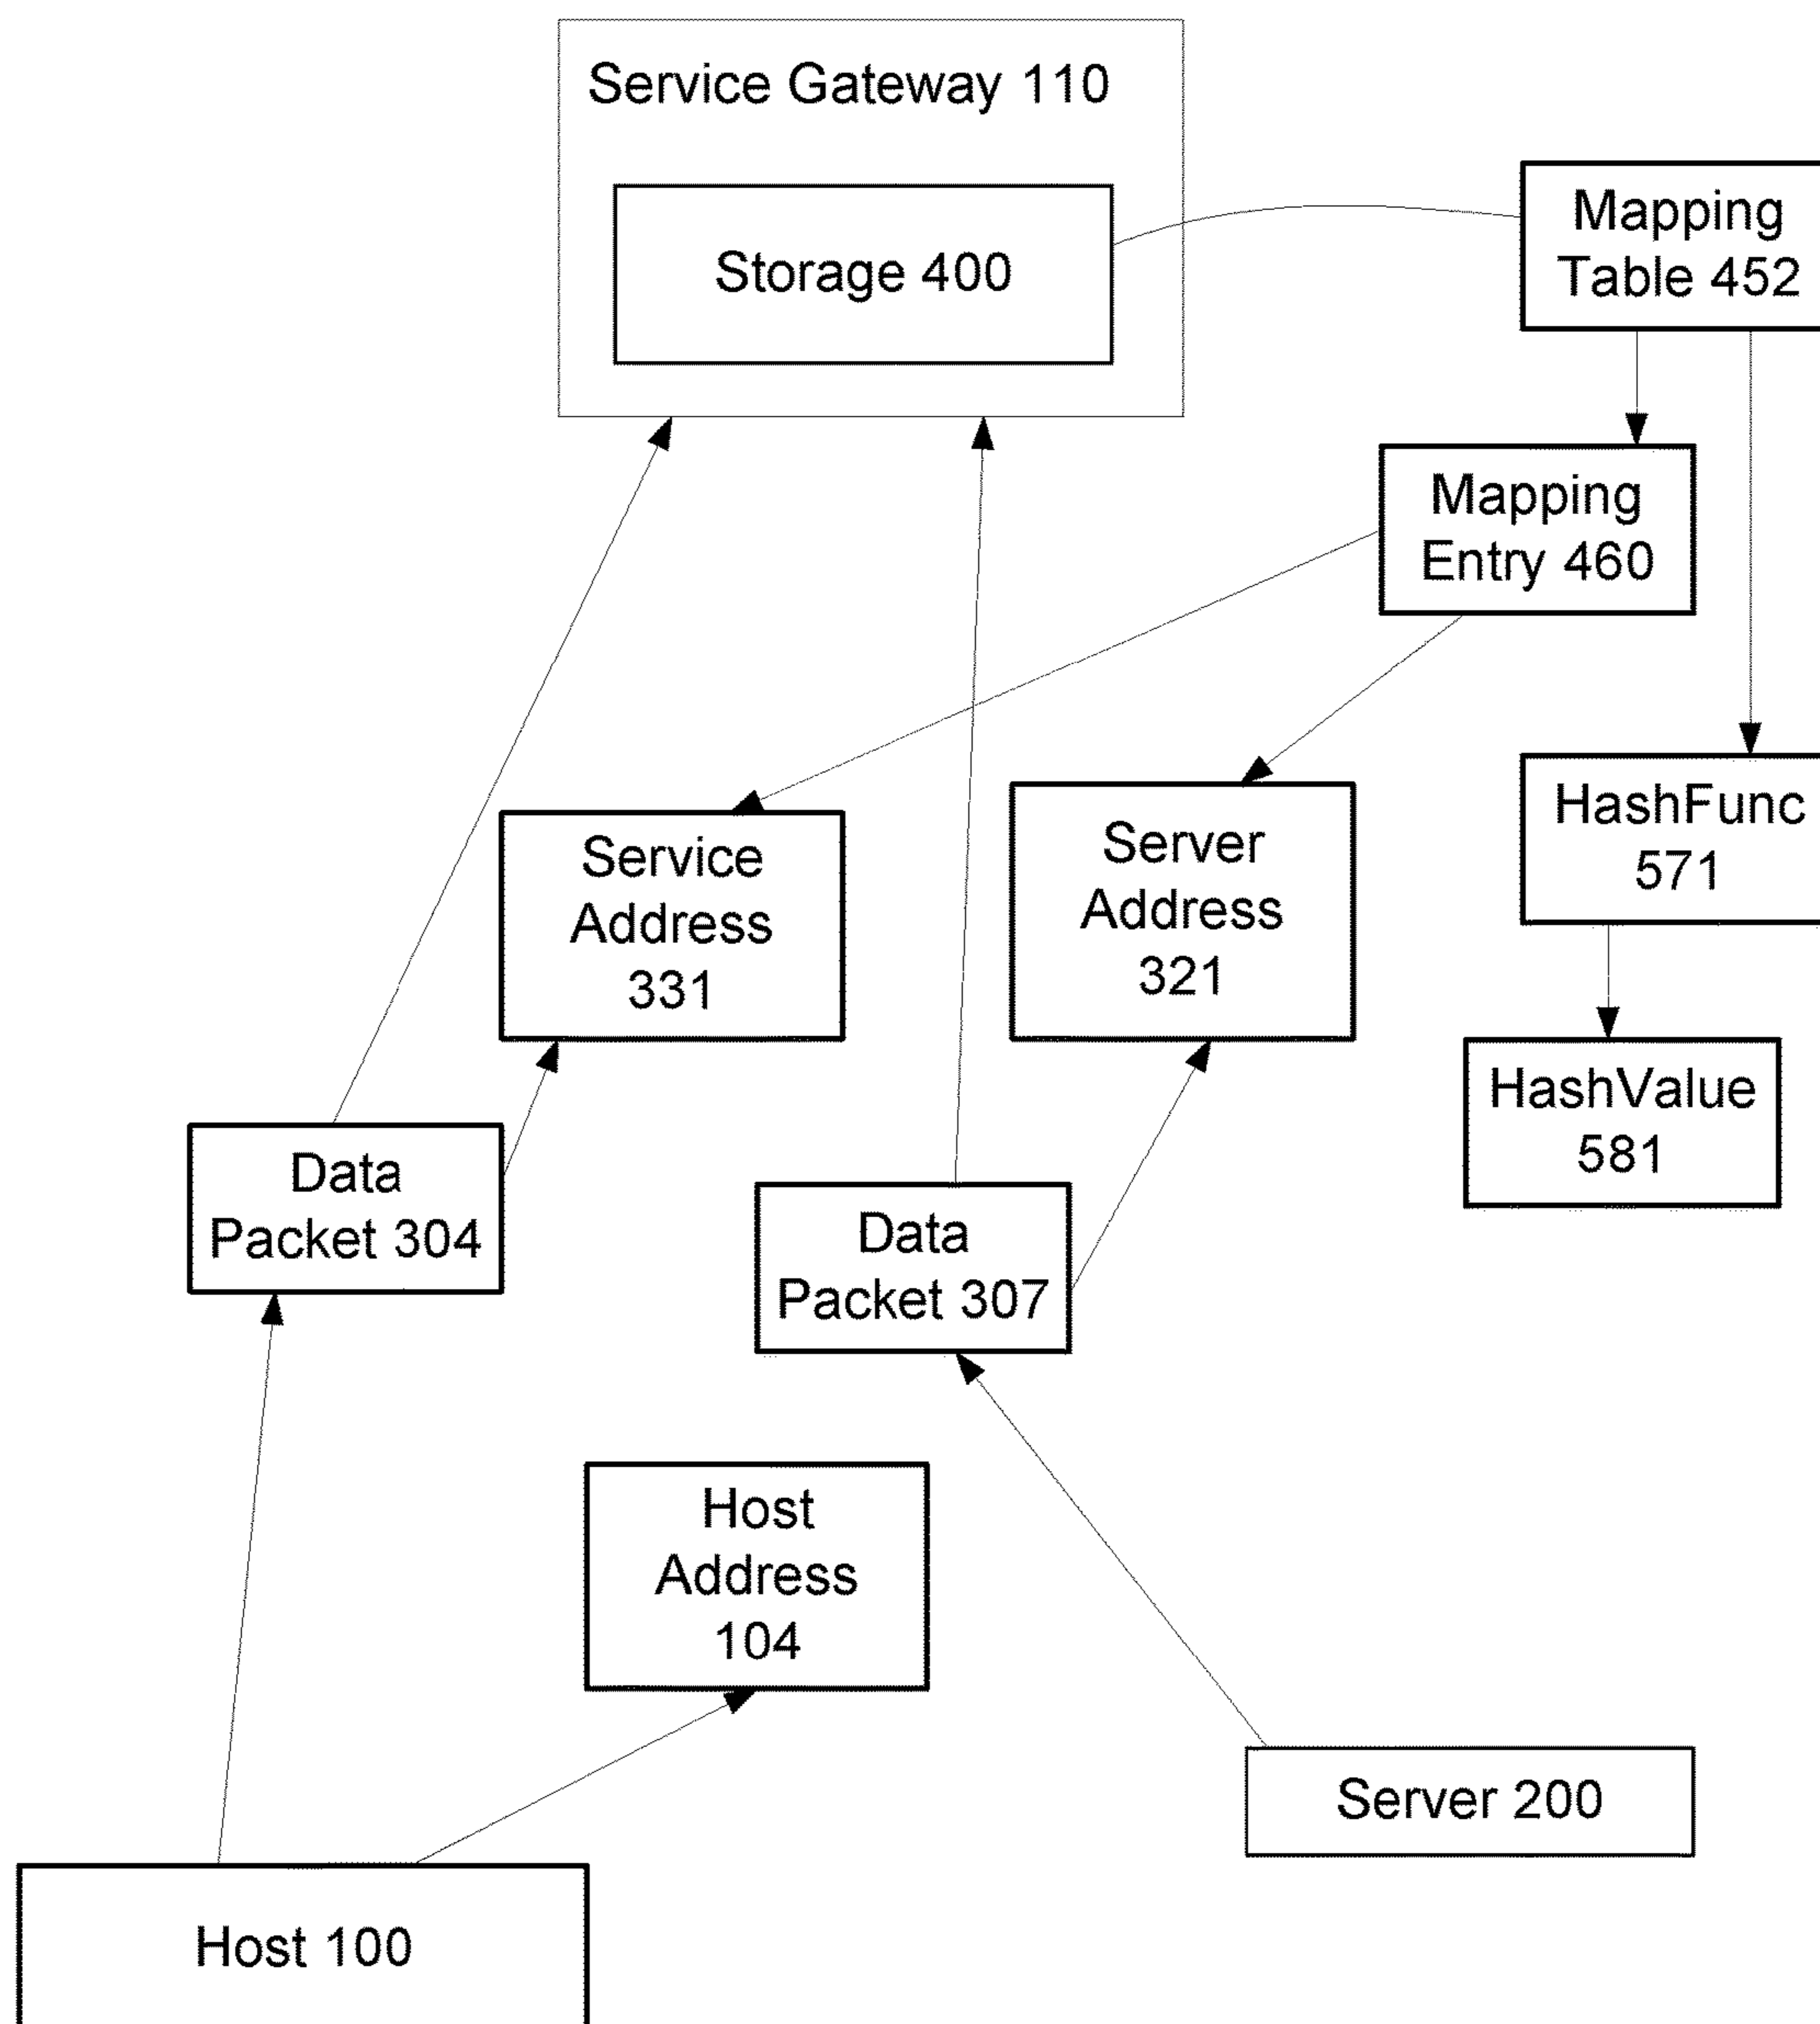 Service Gateway 110
Storage 400
Mapping
Table 452
Mapping
Entry 460
Service
Address
331
Server
Address
321
HashFunc
571
HashValue
581
Data
Packet 304
Data
Packet 307
Host
Address
104
Server 200
Host 100